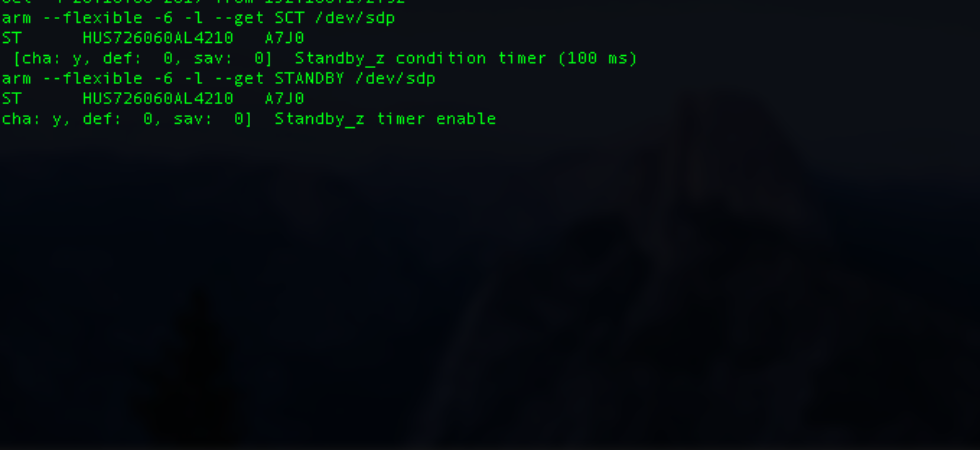 arm --flexible -6 -l --get SCT /dev/sdp
ST HUS726060AL4210 A7J0
[cha: y, def: 0, sav: 0] Standby_z condition timer (100 ms)
arm --flexible -6 -l --get STANDBY /dev/sdp
ST HUS726060AL4210 A7J0
cha: y, def: 0, sav: 0] Standby_z timer enable